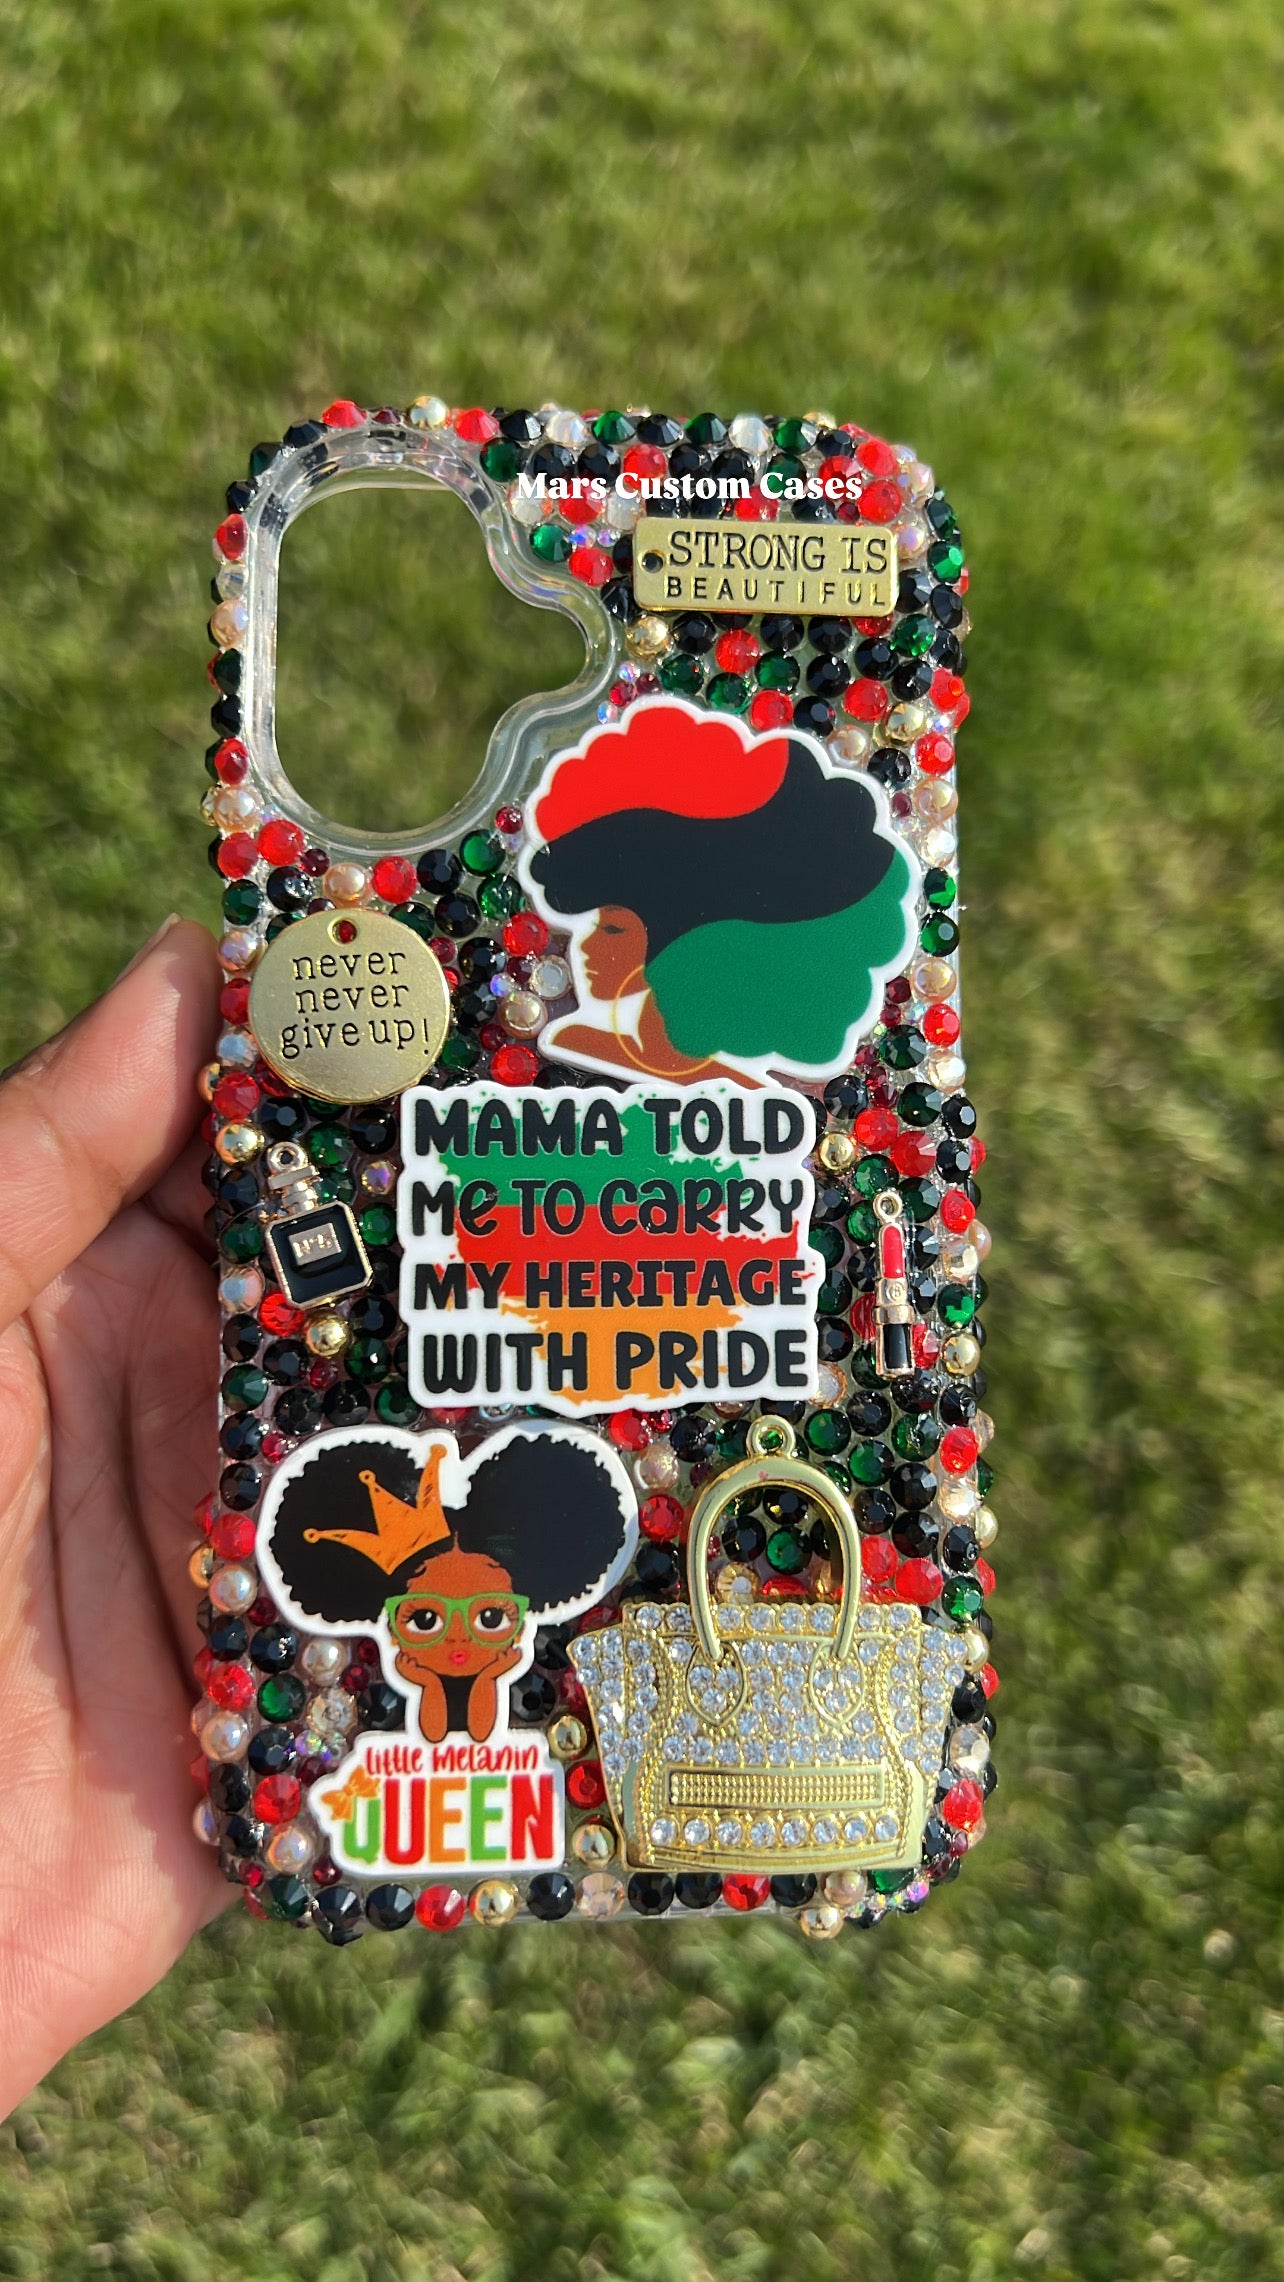 Mars Custom Cases
STRONG IS
BEAUTIFUL
never
never
give up!
MAMA TOLD
Me TO CaRRY
MY HERITAGE
WITH PRIDE
N°5
little melanin
QUEEN